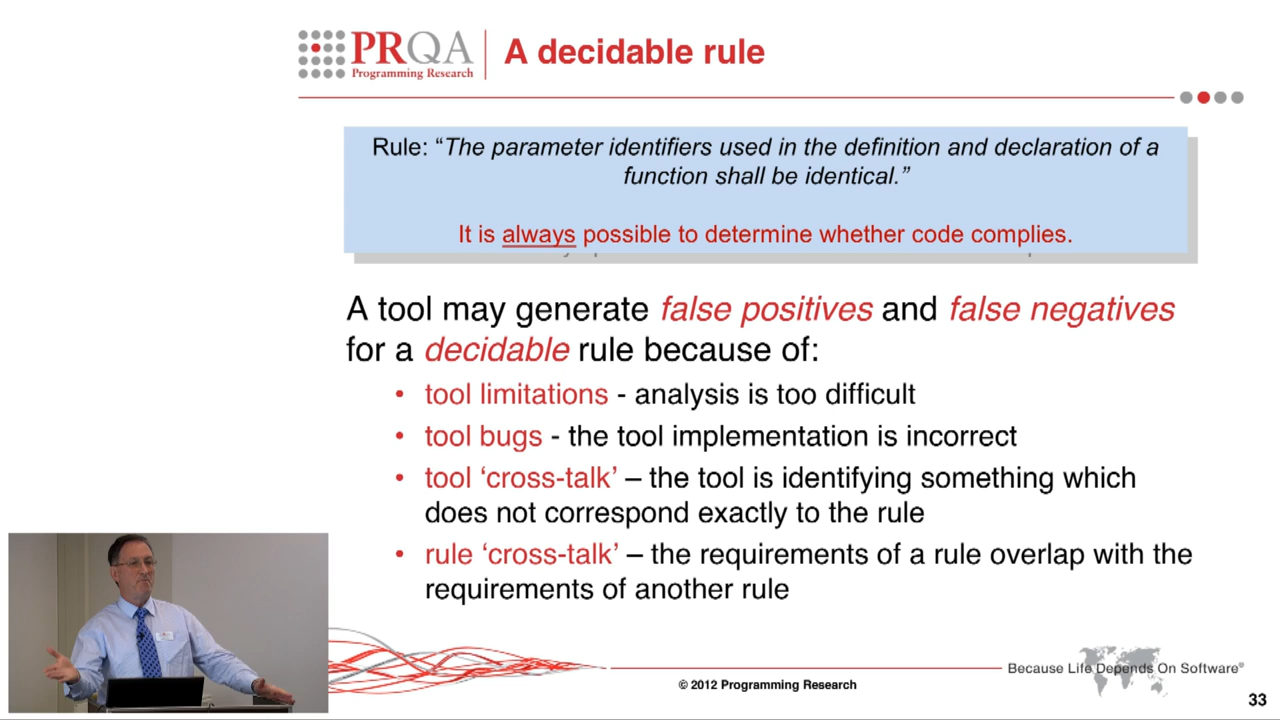 PRQA
Programming Research
A decidable rule
Rule: “The parameter identifiers used in the definition and declaration of a
function shall be identical.”
It is always possible to determine whether code complies.
A tool may generate false positives and false negatives
for a decidable rule because of:
• tool limitations - analysis is too difficult
• tool bugs - the tool implementation is incorrect
• tool ‘cross-talk’ – the tool is identifying something which
does not correspond exactly to the rule
• rule ‘cross-talk’ – the requirements of a rule overlap with the
requirements of another rule
Because Life Depends On Software®
© 2012 Programming Research
33